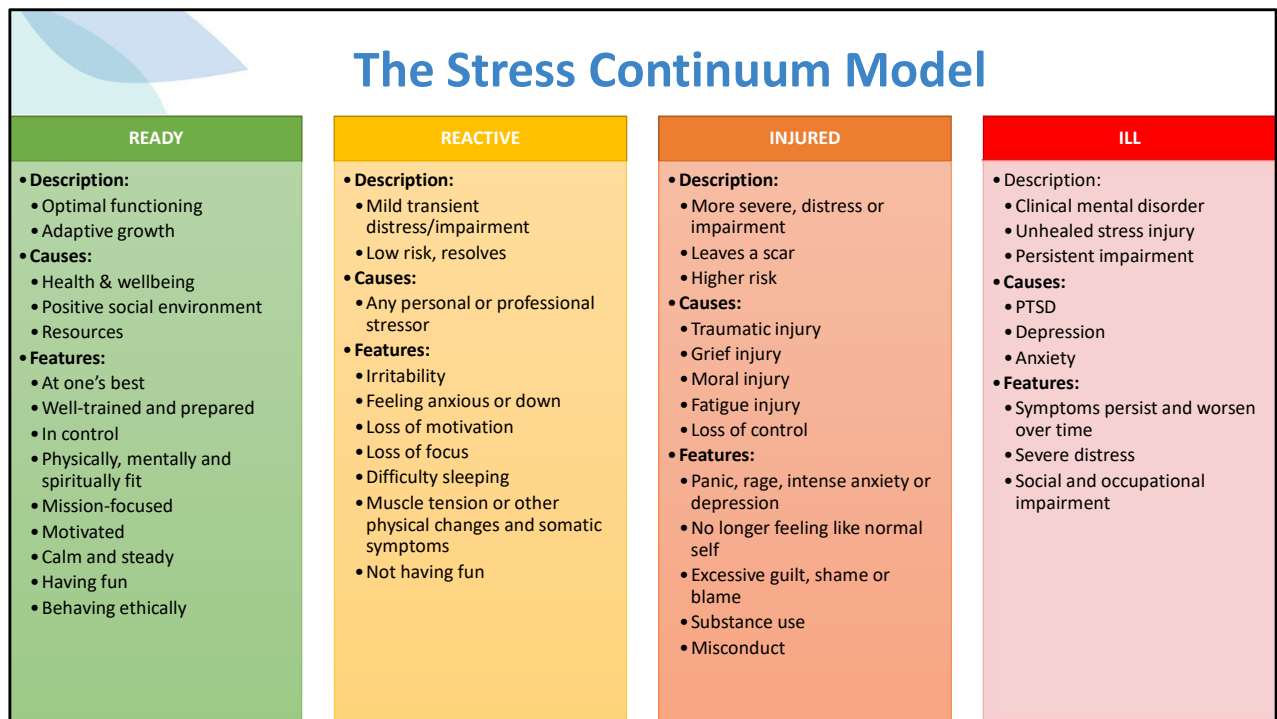 The Stress Continuum Model
READY
• Description:
• Optimal functioning
• Adaptive growth
• Causes:
• Health & wellbeing
• Positive social environment
• Resources
• Features:
• At one's best
• Well-trained and prepared
• In control
• Physically, mentally and
spiritually fit
• Mission-focused
• Motivated
• Calm and steady
• Having fun
• Behaving ethically
REACTIVE
• Description:
• Mild transient
distress/impairment
• Low risk, resolves
• Causes:
• Any personal or professional
stressor
• Features:
• Irritability
• Feeling anxious or down
• Loss of motivation
• Loss of focus
• Difficulty sleeping
• Muscle tension or other
physical changes and somatic
symptoms
• Not having fun
INJURED
• Description:
• More severe, distress or
impairment
• Leaves a scar
• Higher risk
• Causes:
• Traumatic injury
• Grief injury
• Moral injury
• Fatigue injury
• Loss of control
• Features:
• Panic, rage, intense anxiety or
depression
• No longer feeling like normal
self
• Excessive guilt, shame or
blame
• Substance use
• Misconduct
ILL
• Description:
• Clinical mental disorder
• Unhealed stress injury
• Persistent impairment
• Causes:
• PTSD
• Depression
• Anxiety
• Features:
• Symptoms persist and worsen
over time
• Severe distress
• Social and occupational
impairment